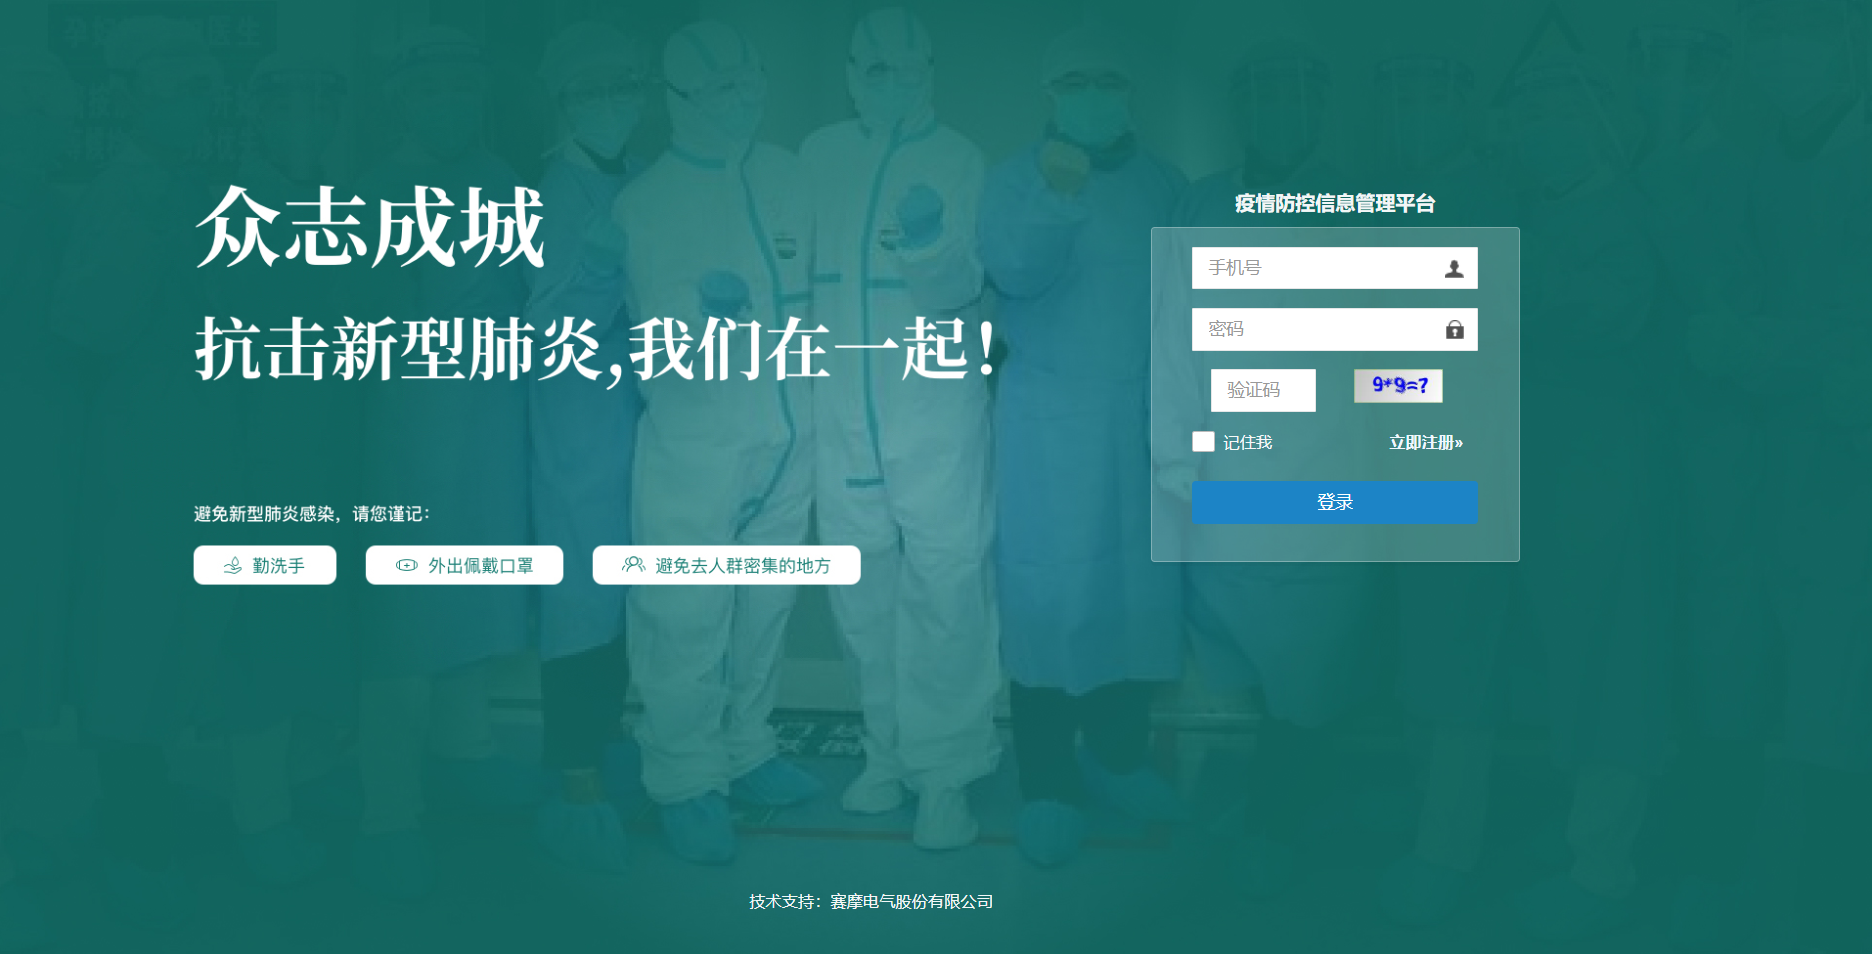 众志成城
抗击新型肺炎,我们在一起!
避免新型肺炎感染，请您谨记：
勤洗手
外出佩戴口罩
避免去人群密集的地方
疫情防控信息管理平台
手机号
密码
验证码
9*9=?
记住我
立即注册»
登录
技术支持：赛摩电气股份有限公司